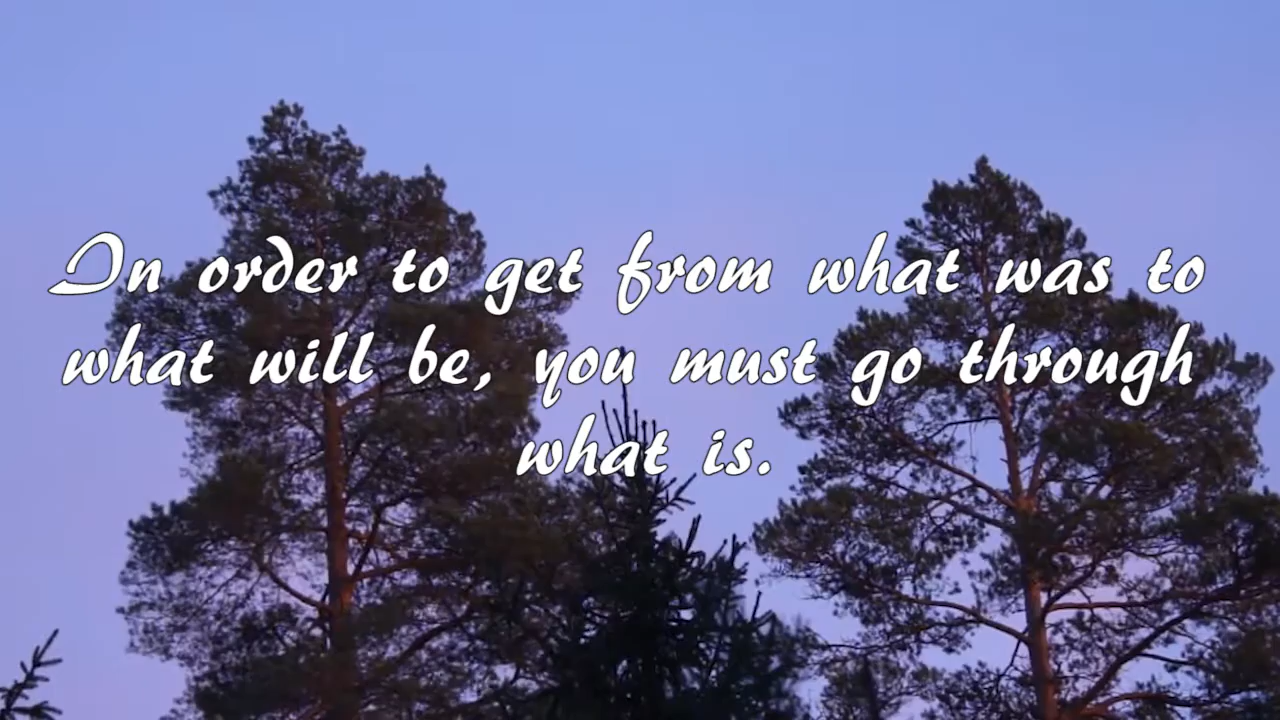 In order to get from what was to
what will be, you must go through
what is.